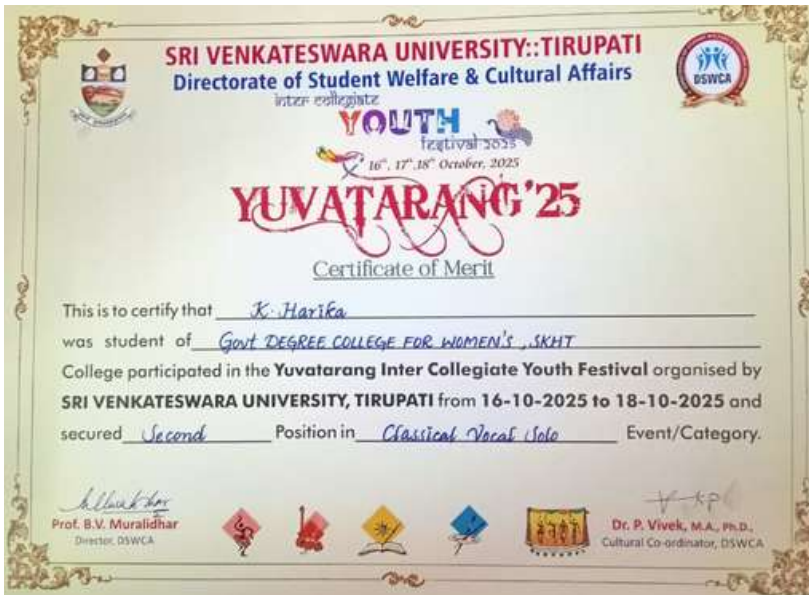 SRI VENKATESWARA UNIVERSITY::TIRUPATI
Directorate of Student Welfare & Cultural Affairs
DSWCA
inter collegiate
YOUTH
festival 2025
16th, 17th, 18th October, 2025
YUVATARANG'25
Certificate of Merit
This is to certify that K. Harika
was student of Govt DEGREE COLLEGE FOR WOMEN'S, SKHT
College participated in the Yuvatarang Inter Collegiate Youth Festival organised by
SRI VENKATESWARA UNIVERSITY, TIRUPATI from 16-10-2025 to 18-10-2025 and
secured Second Position in Classical Vocal Solo Event/Category.
Prof. B.V. Muralidhar
Director, DSWCA
Dr. P. Vivek, M.A., Ph.D.,
Cultural Co-ordinator, DSWCA